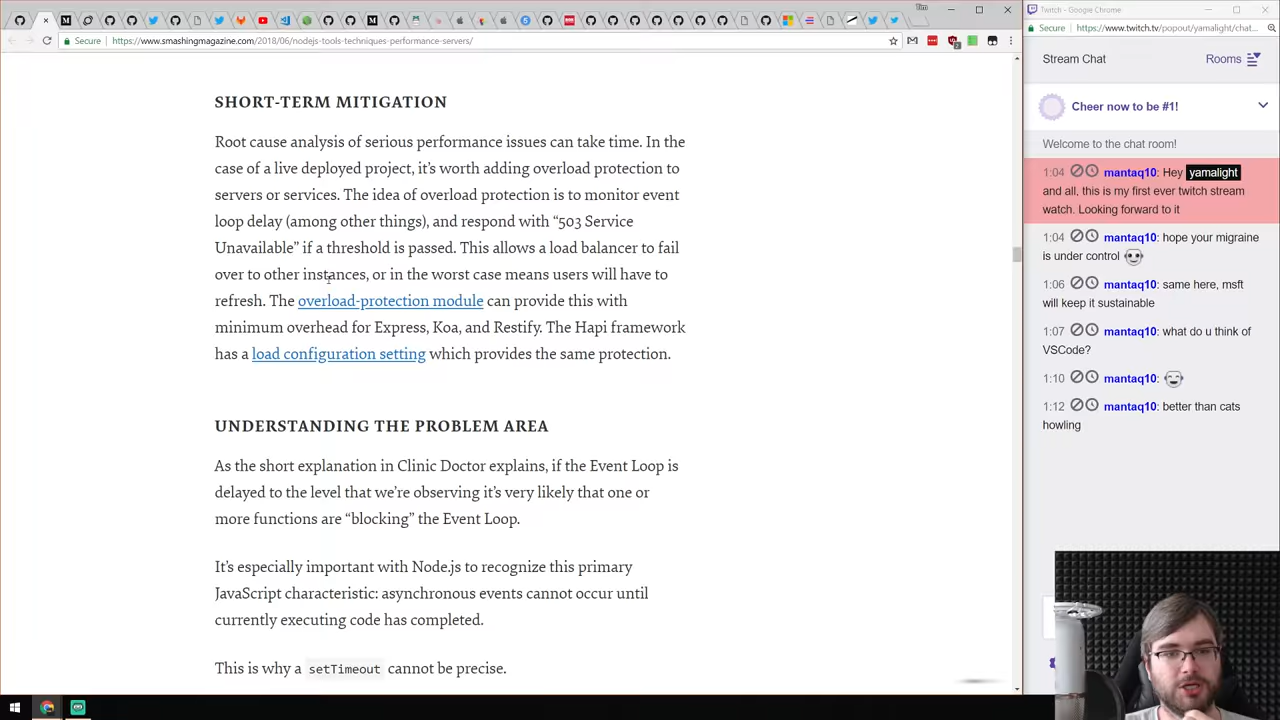 Tim
Secure
https://www.smashingmagazine.com/2018/06/nodejs-tools-techniques-performance-servers/
SHORT-TERM MITIGATION
Root cause analysis of serious performance issues can take time. In the
case of a live deployed project, it’s worth adding overload protection to
servers or services. The idea of overload protection is to monitor event
loop delay (among other things), and respond with “503 Service
Unavailable” if a threshold is passed. This allows a load balancer to fail
over to other instances, or in the worst case means users will have to
refresh. The overload-protection module can provide this with
minimum overhead for Express, Koa, and Restify. The Hapi framework
has a load configuration setting which provides the same protection.
UNDERSTANDING THE PROBLEM AREA
As the short explanation in Clinic Doctor explains, if the Event Loop is
delayed to the level that we’re observing it’s very likely that one or
more functions are “blocking” the Event Loop.
It’s especially important with Node.js to recognize this primary
JavaScript characteristic: asynchronous events cannot occur until
currently executing code has completed.
This is why a setTimeout cannot be precise.
Twitch - Google Chrome
Secure
https://www.twitch.tv/popout/yamalight/chat...
Stream Chat
Rooms
Cheer now to be #1!
Welcome to the chat room!
1:04 mantaq10: Hey yamalight
and all, this is my first ever twitch stream
watch. Looking forward to it
1:04 mantaq10: hope your migraine
is under control
1:06 mantaq10: same here, msft
will keep it sustainable
1:07 mantaq10: what do u think of
VSCode?
1:10 mantaq10:
1:12 mantaq10: better than cats
howling